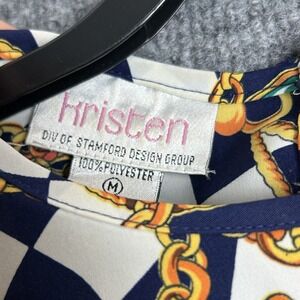 Kristen
DIV OF STAMFORD DESIGN GROUP
100% POLYESTER
M